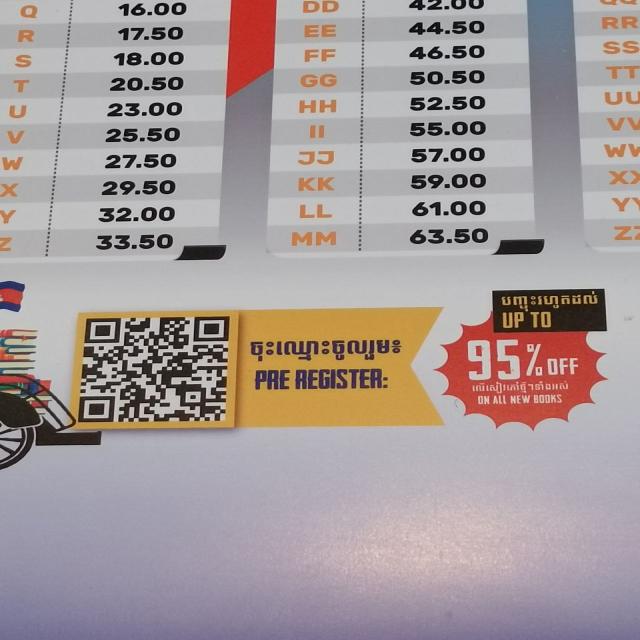 Q 16.00
R 17.50
S 18.00
T 20.50
U 23.00
V 25.50
W 27.50
X 29.50
Y 32.00
Z 33.50
DD 42.00
EE 44.50
FF 46.50
GG 50.50
HH 52.50
II 55.00
JJ 57.00
KK 59.00
LL 61.00
MM 63.50
QQ
RR
SS
TT
UU
VV
WW
XX
YY
ZZ
ចុះឈ្មោះចូលរួម៖
PRE REGISTER:
បញ្ចុះរហូតដល់
UP TO
95% OFF
លើសៀវភៅថ្មីៗទាំងអស់
ON ALL NEW BOOKS